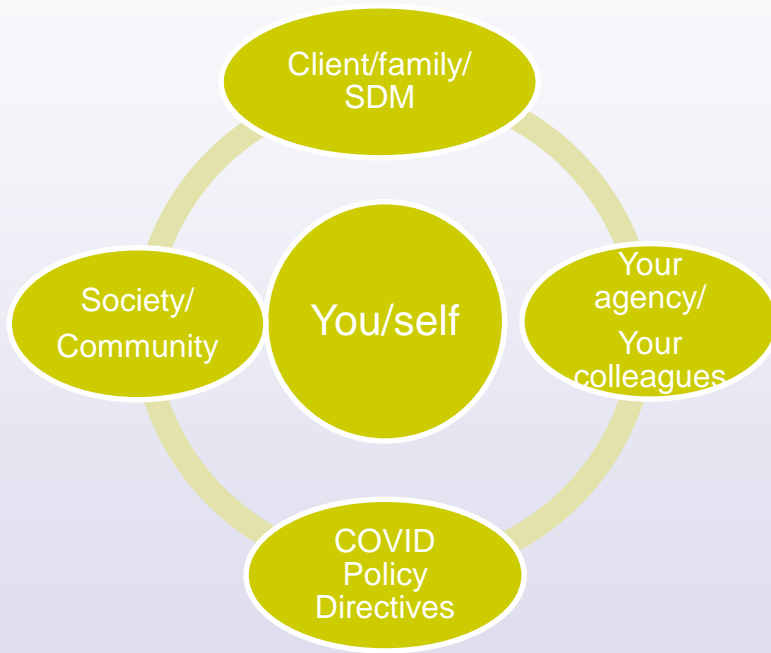 Client/family/
SDM
Society/
Community
You/self
Your
agency/
Your
colleagues
COVID
Policy
Directives